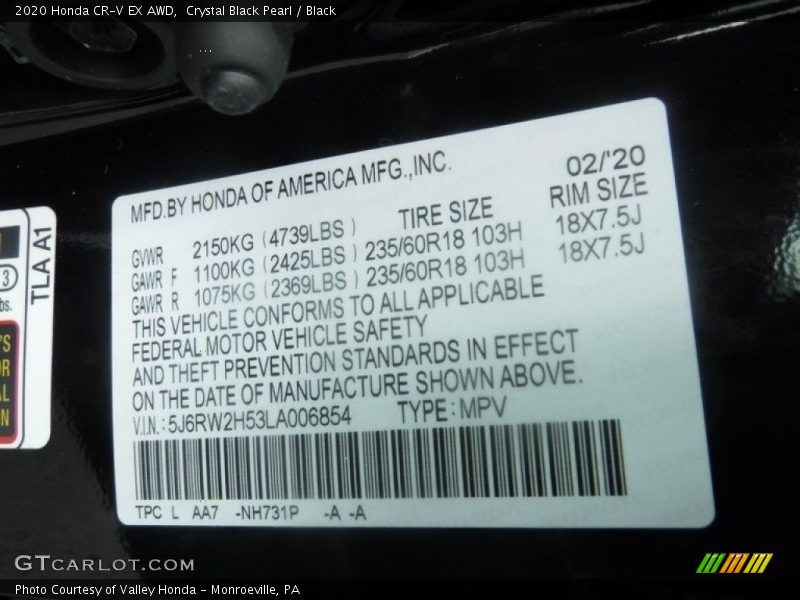 2020 Honda CR-V EX AWD, Crystal Black Pearl / Black
MFD.BY HONDA OF AMERICA MFG.,INC. 02/'20
TIRE SIZE RIM SIZE
GVWR 2150KG (4739LBS)
GAWR F 1100KG (2425LBS) 235/60R18 103H 18X7.5J
GAWR R 1075KG (2369LBS) 235/60R18 103H 18X7.5J
THIS VEHICLE CONFORMS TO ALL APPLICABLE
FEDERAL MOTOR VEHICLE SAFETY
AND THEFT PREVENTION STANDARDS IN EFFECT
ON THE DATE OF MANUFACTURE SHOWN ABOVE.
V.I.N.: 5J6RW2H53LA006854 TYPE: MPV
TPC L AA7 -NH731P -A -A
TLA A1
3
lbs.
GTCARLOT.COM
Photo Courtesy of Valley Honda - Monroeville, PA